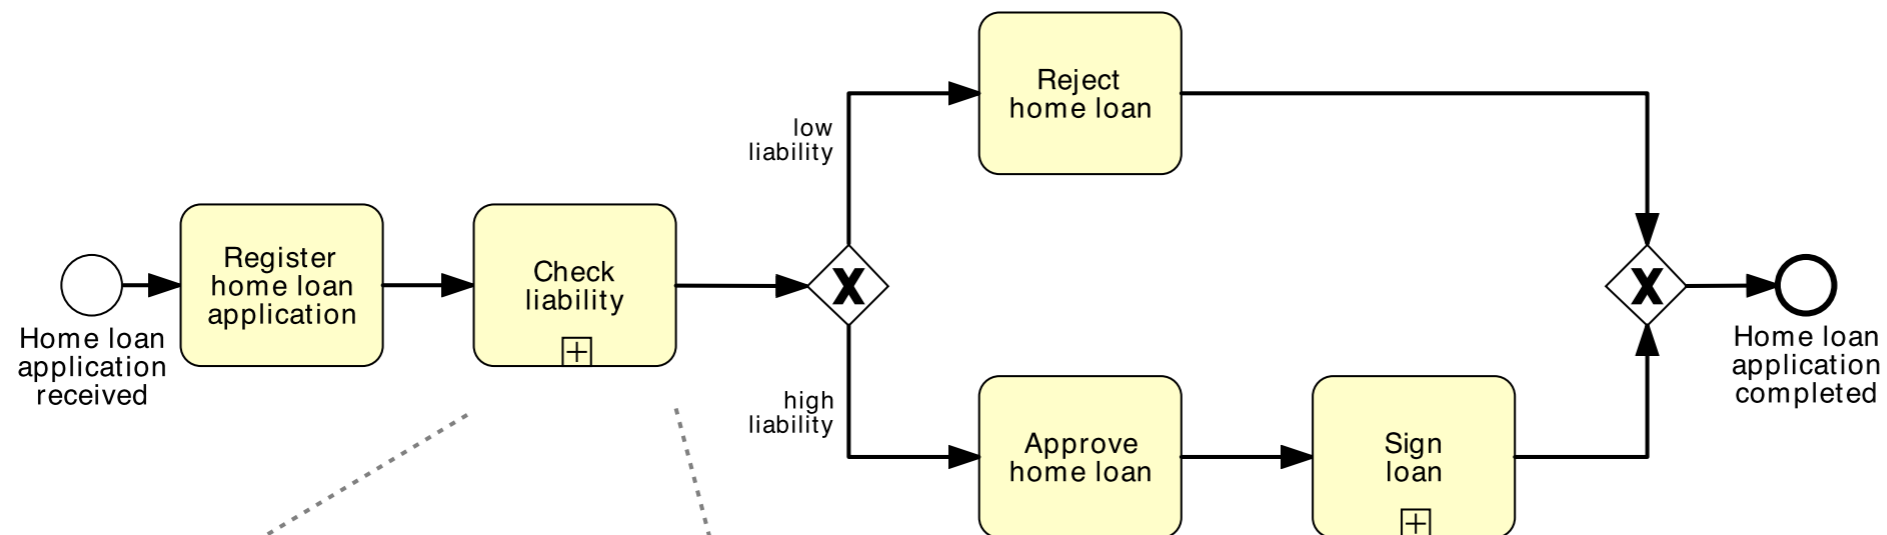 Home loan
application
received
Register
home loan
application
Check
liability
low
liability
high
liability
Reject
home loan
Approve
home loan
Sign
loan
Home loan
application
completed